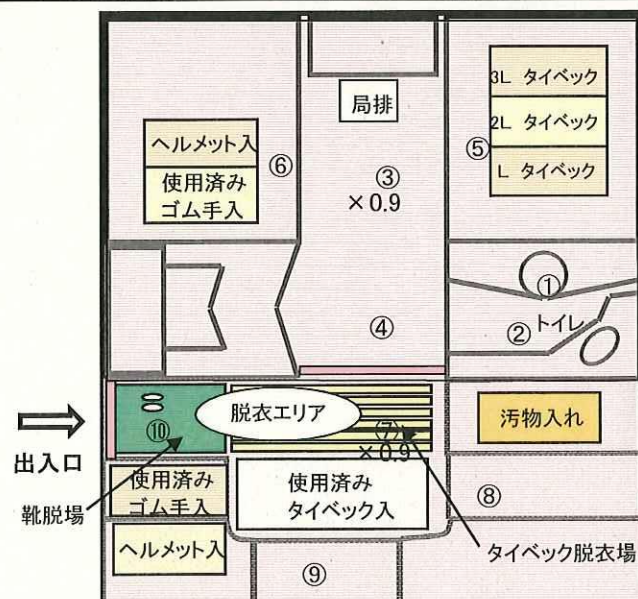 3L タイベック
局排
2L タイベック
ヘルメット入
⑥
⑤
使用済み
ゴム手入
③
×0.9
L タイベック
①
④
②
トイレ
脱衣エリア
⑩
⑦
×0.9
汚物入れ
出入口
使用済み
ゴム手入
使用済み
タイベック入
⑧
靴脱場
ヘルメット入
タイベック脱衣場
⑨